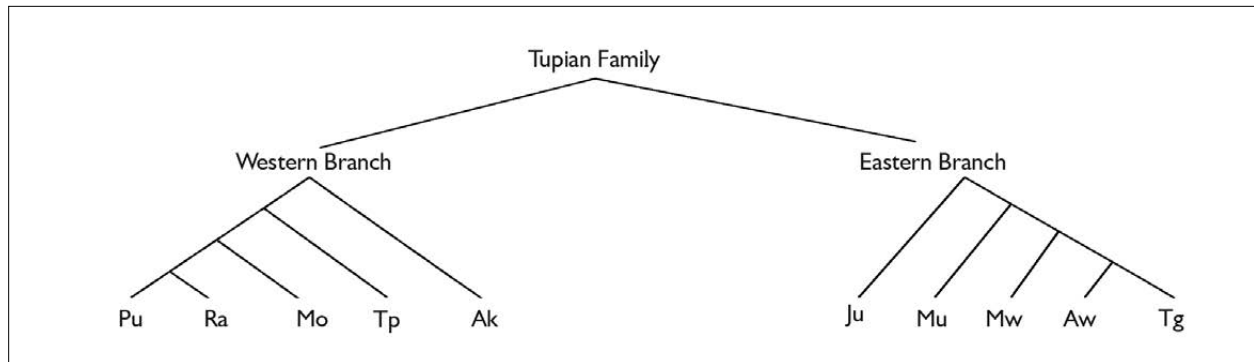 Tupian Family
Western Branch
Eastern Branch
Pu Ra Mo Tp Ak Ju Mu Mw Aw Tg